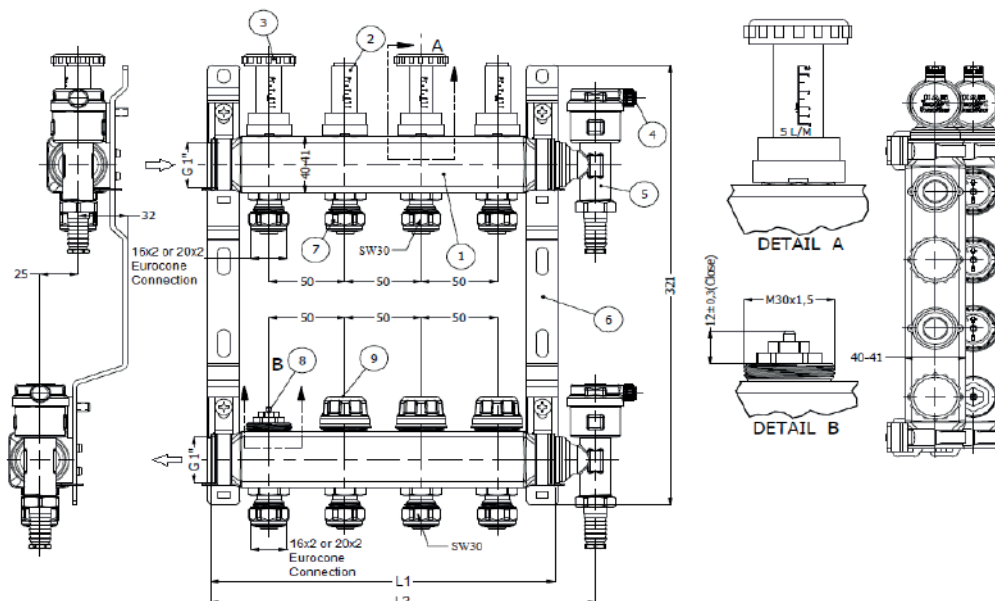 3
2
A
4
G 1"
40-41
5
32
7
SW30
1
16x2 or 20x2
Eurocone
Connection
25
50
50
50
321
6
50
50
50
B
8
9
G 1"
16x2 or 20x2
Eurocone
Connection
SW30
L1
5 L/M
DETAIL A
12± 0,3(Close)
M30x1,5
DETAIL B
40-41